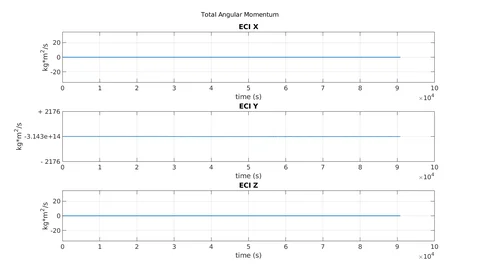 Total Angular Momentum
ECI X
kg*m²/s
20
0
-20
0 1 2 3 4 5 6 7 8 9 10
time (s)
×10⁴
ECI Y
kg*m²/s
+ 2176
-3.143e+14
- 2176
0 1 2 3 4 5 6 7 8 9 10
time (s)
×10⁴
ECI Z
kg*m²/s
20
0
-20
0 1 2 3 4 5 6 7 8 9 10
time (s)
×10⁴